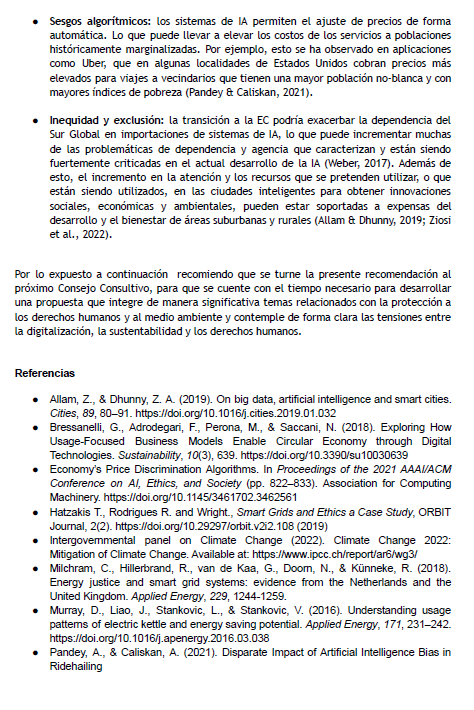 ● Sesgos algorítmicos: los sistemas de IA permiten el ajuste de precios de forma
automática. Lo que puede llevar a elevar los costos de los servicios a poblaciones
históricamente marginalizadas. Por ejemplo, esto se ha observado en aplicaciones
como Uber, que en algunas localidades de Estados Unidos cobran precios más
elevados para viajes a vecindarios que tienen una mayor población no-blanca y con
mayores índices de pobreza (Pandey & Caliskan, 2021).
● Inequidad y exclusión: la transición a la EC podría exacerbar la dependencia del
Sur Global en importaciones de sistemas de IA, lo que puede incrementar muchas
de las problemáticas de dependencia y agencia que caracterizan y están siendo
fuertemente criticadas en el actual desarrollo de la IA (Weber, 2017). Además de
esto, el incremento en la atención y los recursos que se pretenden utilizar, o que
están siendo utilizados, en las ciudades inteligentes para obtener innovaciones
sociales, económicas y ambientales, pueden estar soportadas a expensas del
desarrollo y el bienestar de áreas suburbanas y rurales (Allam & Dhunny, 2019; Ziosi
et al., 2022).
Por lo expuesto a continuación recomiendo que se turne la presente recomendación al
próximo Consejo Consultivo, para que se cuente con el tiempo necesario para desarrollar
una propuesta que integre de manera significativa temas relacionados con la protección a
los derechos humanos y al medio ambiente y contemple de forma clara las tensiones entre
la digitalización, la sustentabilidad y los derechos humanos.
Referencias
● Allam, Z., & Dhunny, Z. A. (2019). On big data, artificial intelligence and smart cities.
Cities, 89, 80–91. https://doi.org/10.1016/j.cities.2019.01.032
● Bressanelli, G., Adrodegari, F., Perona, M., & Saccani, N. (2018). Exploring How
Usage-Focused Business Models Enable Circular Economy through Digital
Technologies. Sustainability, 10(3), 639. https://doi.org/10.3390/su10030639
● Economy's Price Discrimination Algorithms. In Proceedings of the 2021 AAAI/ACM
Conference on AI, Ethics, and Society (pp. 822–833). Association for Computing
Machinery. https://doi.org/10.1145/3461702.3462561
● Hatzakis T., Rodrigues R. and Wright., Smart Grids and Ethics a Case Study, ORBIT
Journal, 2(2). https://doi.org/10.29297/orbit.v2i2.108 (2019)
● Intergovernmental panel on Climate Change (2022). Climate Change 2022:
Mitigation of Climate Change. Available at: https://www.ipcc.ch/report/ar6/wg3/
● Milchram, C., Hillerbrand, R., van de Kaa, G., Doorn, N., & Künneke, R. (2018).
Energy justice and smart grid systems: evidence from the Netherlands and the
United Kingdom. Applied Energy, 229, 1244-1259.
● Murray, D., Liao, J., Stankovic, L., & Stankovic, V. (2016). Understanding usage
patterns of electric kettle and energy saving potential. Applied Energy, 171, 231–242.
https://doi.org/10.1016/j.apenergy.2016.03.038
● Pandey, A., & Caliskan, A. (2021). Disparate Impact of Artificial Intelligence Bias in
Ridehailing